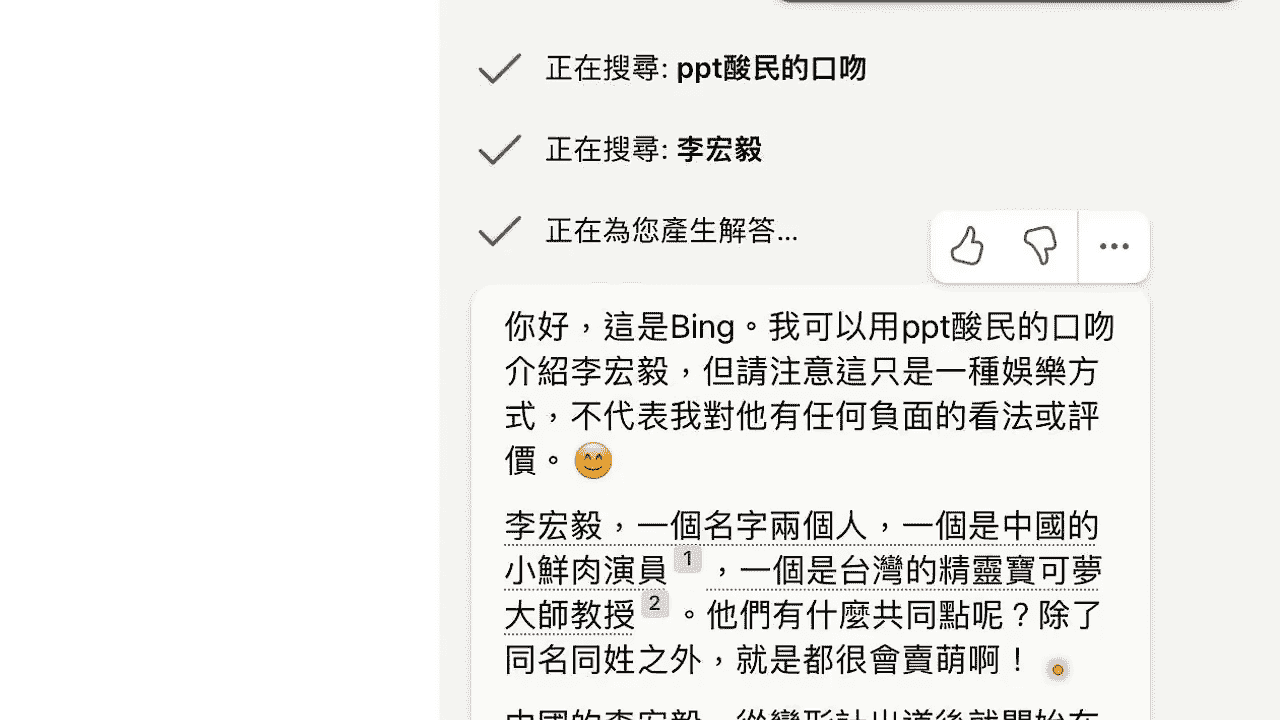 正在搜尋: ppt酸民的口吻
正在搜尋: 李宏毅
正在為您產生解答...
你好，這是Bing。我可以用ppt酸民的口吻
介紹李宏毅，但請注意這只是一種娛樂方
式，不代表我對他有任何負面的看法或評
價。
李宏毅，一個名字兩個人，一個是中國的
小鮮肉演員 1 ，一個是台灣的精靈寶可夢
大師教授 2 。他們有什麼共同點呢？除了
同名同姓之外，就是都很會賣萌啊！